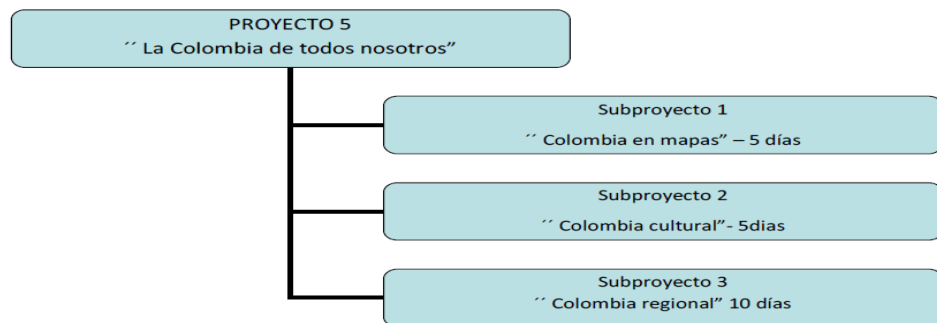 PROYECTO 5
´´ La Colombia de todos nosotros”
Subproyecto 1
´´ Colombia en mapas” – 5 días
Subproyecto 2
´´ Colombia cultural”- 5dias
Subproyecto 3
´´ Colombia regional” 10 días